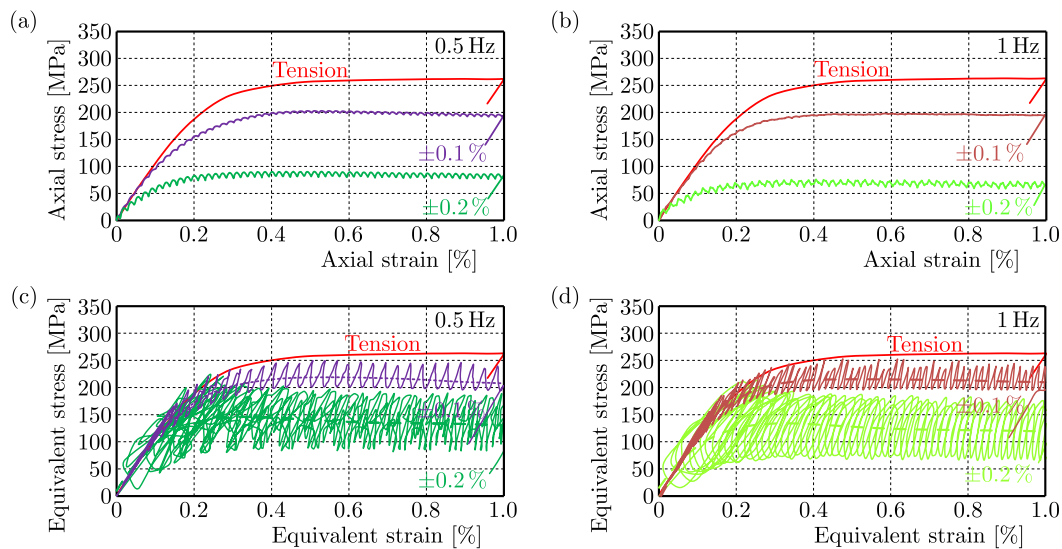 (a)
350
300
250
200
150
100
50
0
Axial stress [MPa]
0.5 Hz
Tension
±0.1 %
±0.2 %
0 0.2 0.4 0.6 0.8 1.0
Axial strain [%]
(b)
350
300
250
200
150
100
50
0
Axial stress [MPa]
1 Hz
Tension
±0.1 %
±0.2 %
0 0.2 0.4 0.6 0.8 1.0
Axial strain [%]
(c)
350
300
250
200
150
100
50
0
Equivalent stress [MPa]
0.5 Hz
Tension
±0.1 %
±0.2 %
0 0.2 0.4 0.6 0.8 1.0
Equivalent strain [%]
(d)
350
300
250
200
150
100
50
0
Equivalent stress [MPa]
1 Hz
Tension
±0.1 %
±0.2 %
0 0.2 0.4 0.6 0.8 1.0
Equivalent strain [%]